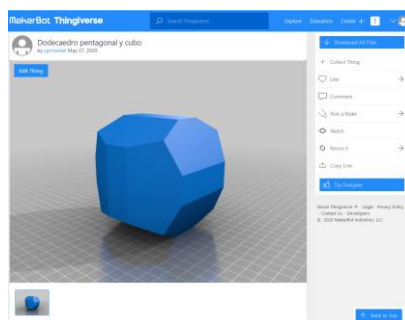 MakerBot Thingiverse
Search Thingiverse
Explore Education Create +
Dodecaedro pentagonal y cubo
by cpimentel May 27, 2020
Edit Thing
Download All Files
Collect Thing
Like
Comment
Post a Make
Watch
Remix it
Copy Link
Tip Designer
About Thingiverse ® · Legal · Privacy Policy
· Contact Us · Developers
© 2020 MakerBot Industries, LLC
Back to Top